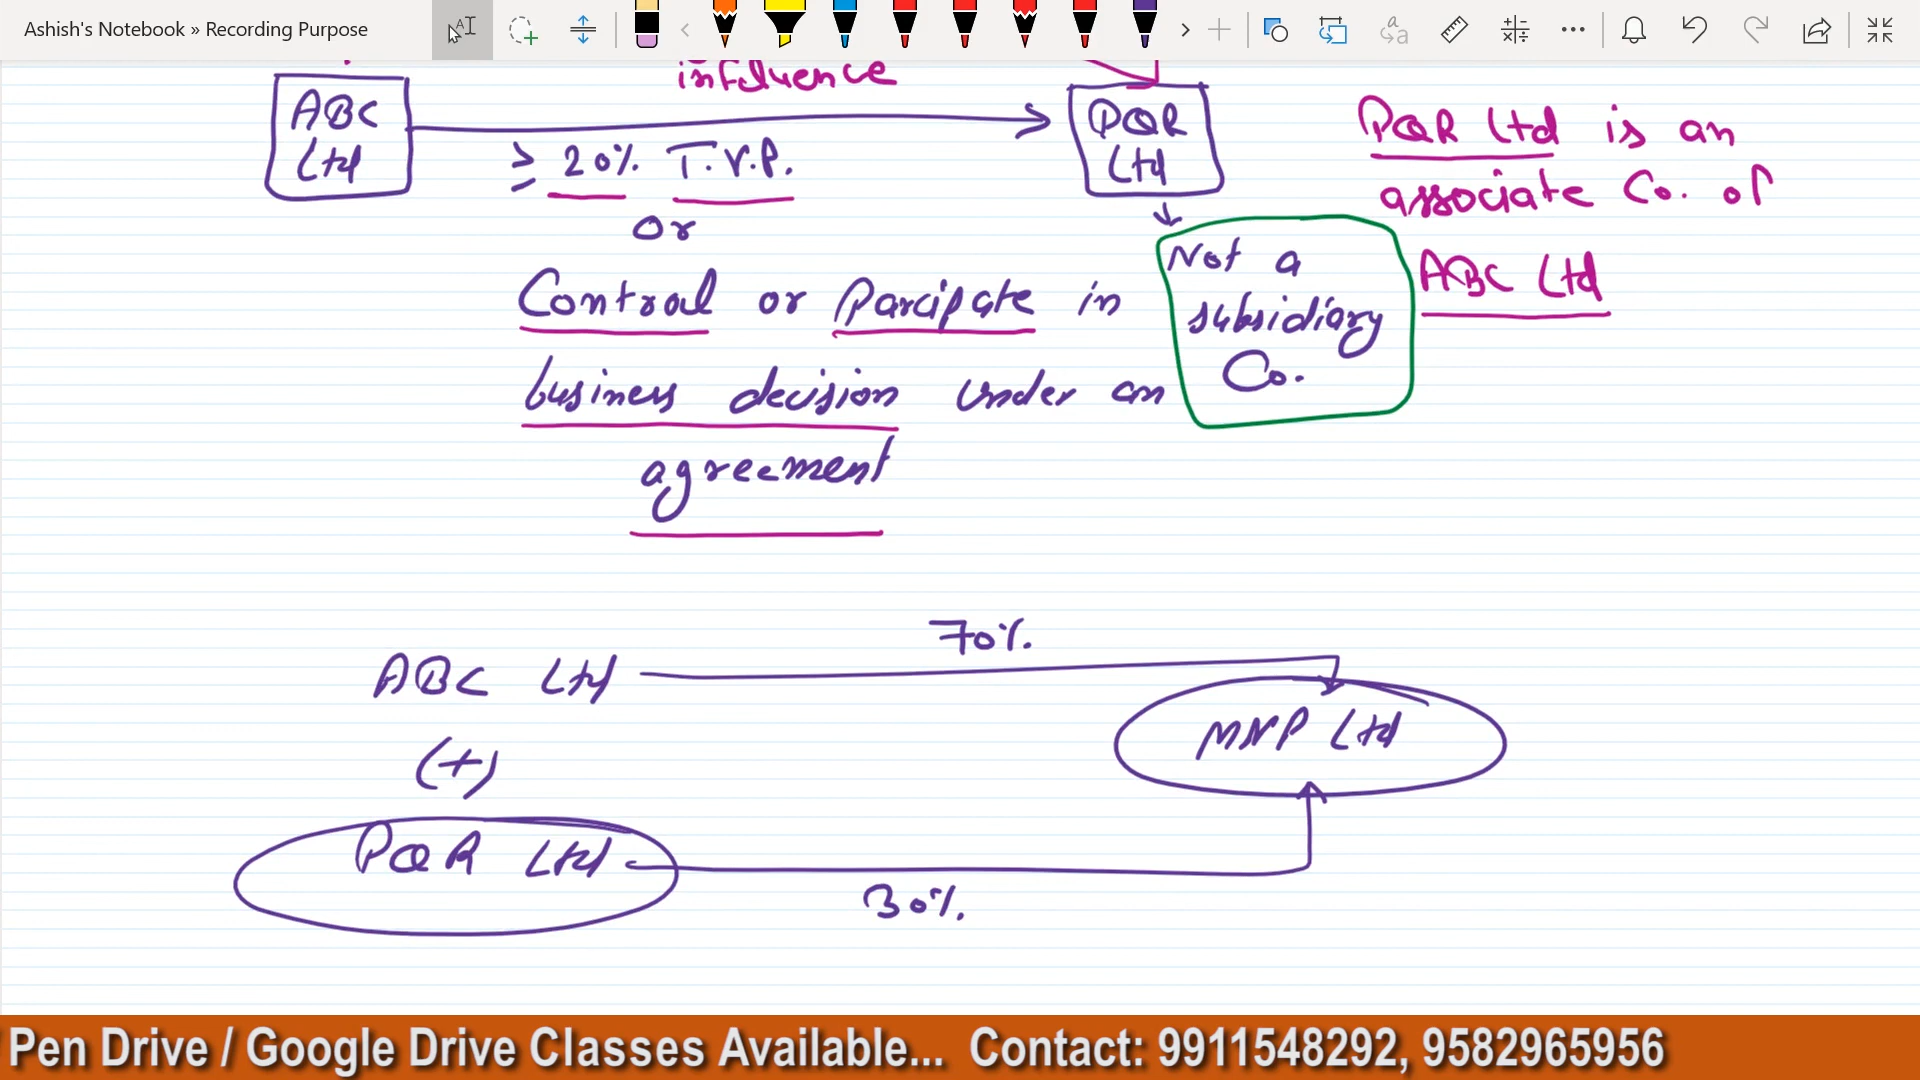 Ashish's Notebook » Recording Purpose
influence
ABC
Ltd
≥ 20% T.V.P.
PQR
Ltd
PQR Ltd is an
associate Co. of
ABC Ltd
Or
Not a
subsidiary
Co.
Control or Parcipate in
business decision under an
agreement
70%.
ABC Ltd
MNP Ltd
(+)
PQR Ltd
30%.
Pen Drive / Google Drive Classes Available... Contact: 9911548292, 9582965956